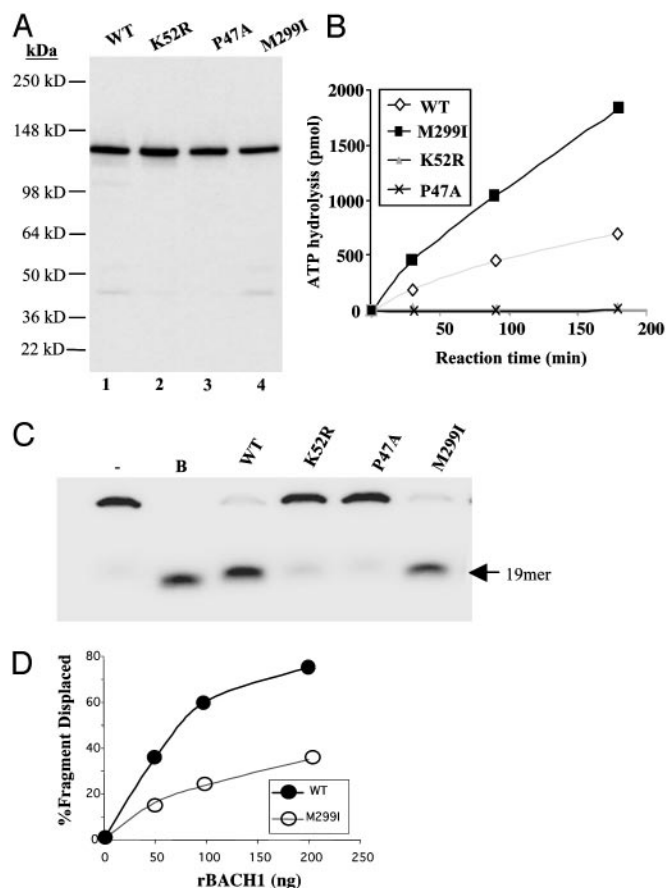 A
WT K52R P47A M299I
kDa
250 kD
148 kD
98 kD
64 kD
50 kD
36 kD
22 kD
1 2 3 4
B
2000
1500
1000
500
0
WT
M299I
K52R
P47A
ATP hydrolysis (pmol)
50 100 150 200
Reaction time (min)
C
- B WT K52R P47A M299I
19mer
D
80
60
40
20
0
%Fragment Displaced
WT
M299I
0 50 100 150 200 250
rBACH1 (ng)